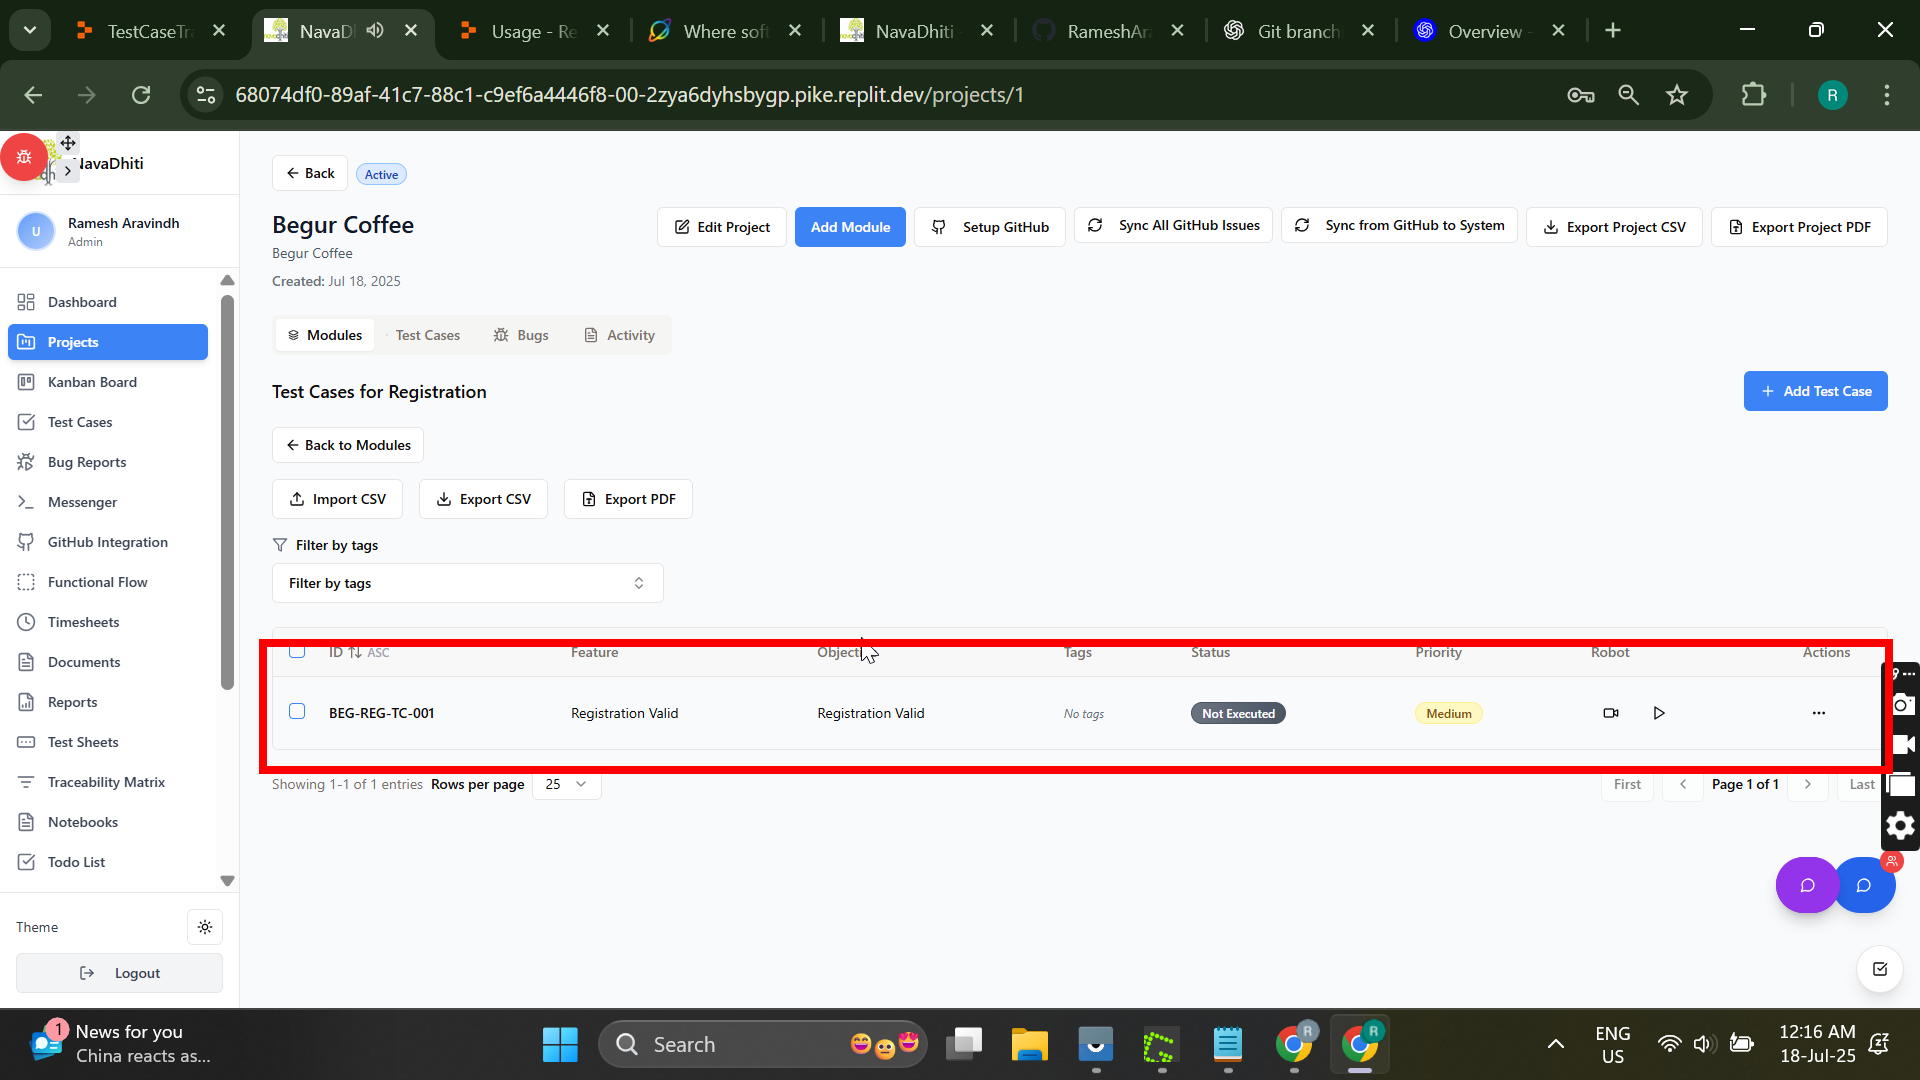 TestCaseTra
NavaD
Usage - Re
Where soft
NavaDhiti
RameshAra
Git branch
Overview -
68074df0-89af-41c7-88c1-c9ef6a4446f8-00-2zya6dyhsbygp.pike.replit.dev/projects/1
R
NavaDhiti
U
Ramesh Aravindh
Admin
Dashboard
Projects
Kanban Board
Test Cases
Bug Reports
Messenger
GitHub Integration
Functional Flow
Timesheets
Documents
Reports
Test Sheets
Traceability Matrix
Notebooks
Todo List
Theme
Logout
Back
Active
Begur Coffee
Begur Coffee
Created: Jul 18, 2025
Edit Project
Add Module
Setup GitHub
Sync All GitHub Issues
Sync from GitHub to System
Export Project CSV
Export Project PDF
Modules
Test Cases
Bugs
Activity
Test Cases for Registration
Add Test Case
Back to Modules
Import CSV
Export CSV
Export PDF
Filter by tags
Filter by tags
ID ASC Feature Objecti Tags Status Priority Robot Actions
BEG-REG-TC-001 Registration Valid Registration Valid No tags Not Executed Medium
Showing 1-1 of 1 entries Rows per page 25
First Page 1 of 1 Last
1
News for you
China reacts as...
Search
R
R
ENG
US
12:16 AM
18-Jul-25